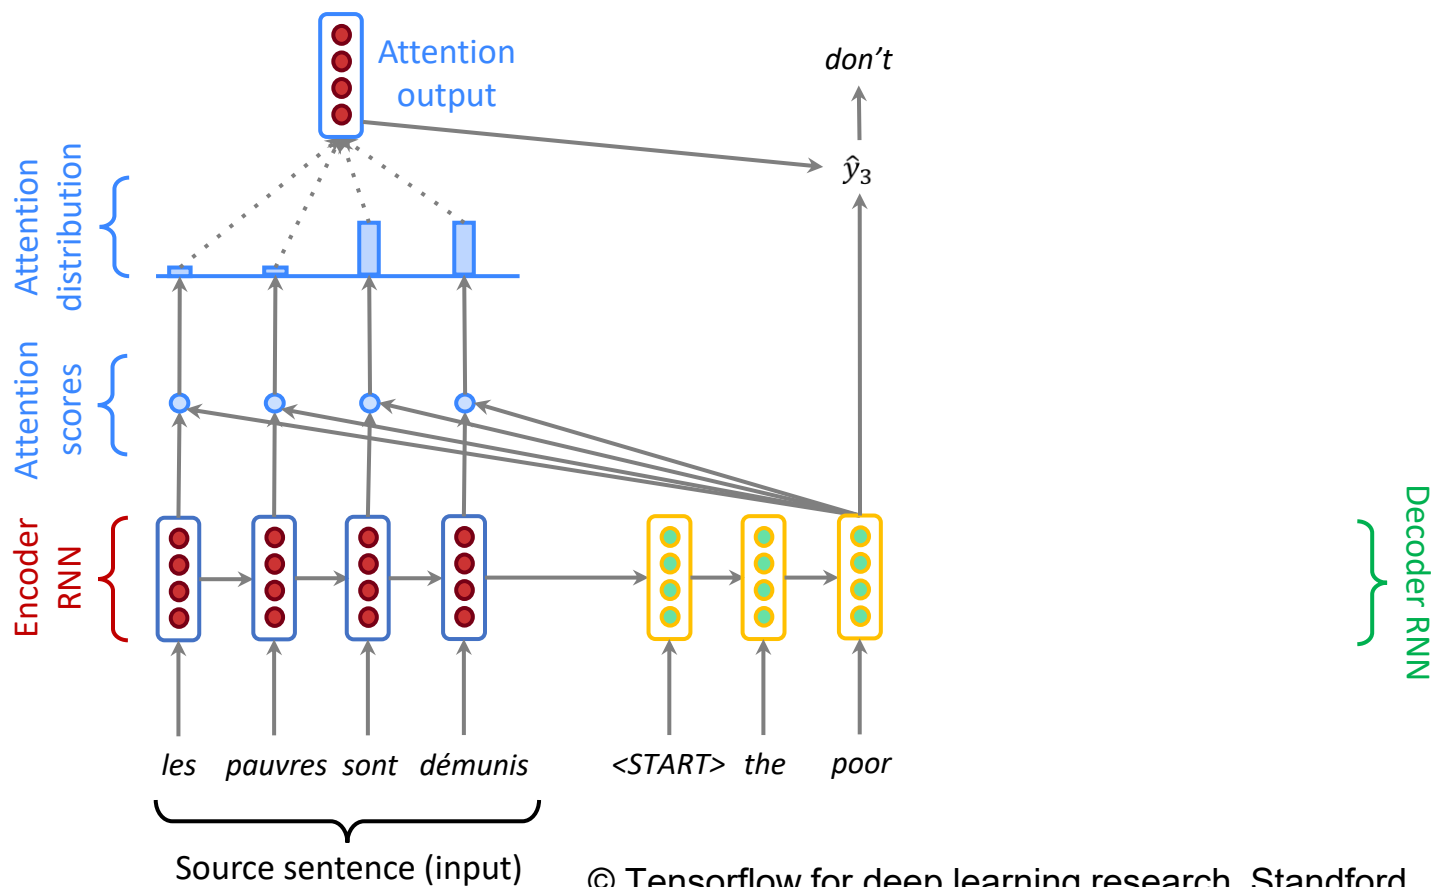 Attention
output
don't
ŷ3
Attention
distribution
Attention
scores
Encoder
RNN
Decoder RNN
les pauvres sont démunis <START> the poor
Source sentence (input)
© Tensorflow for deep learning research. Standford